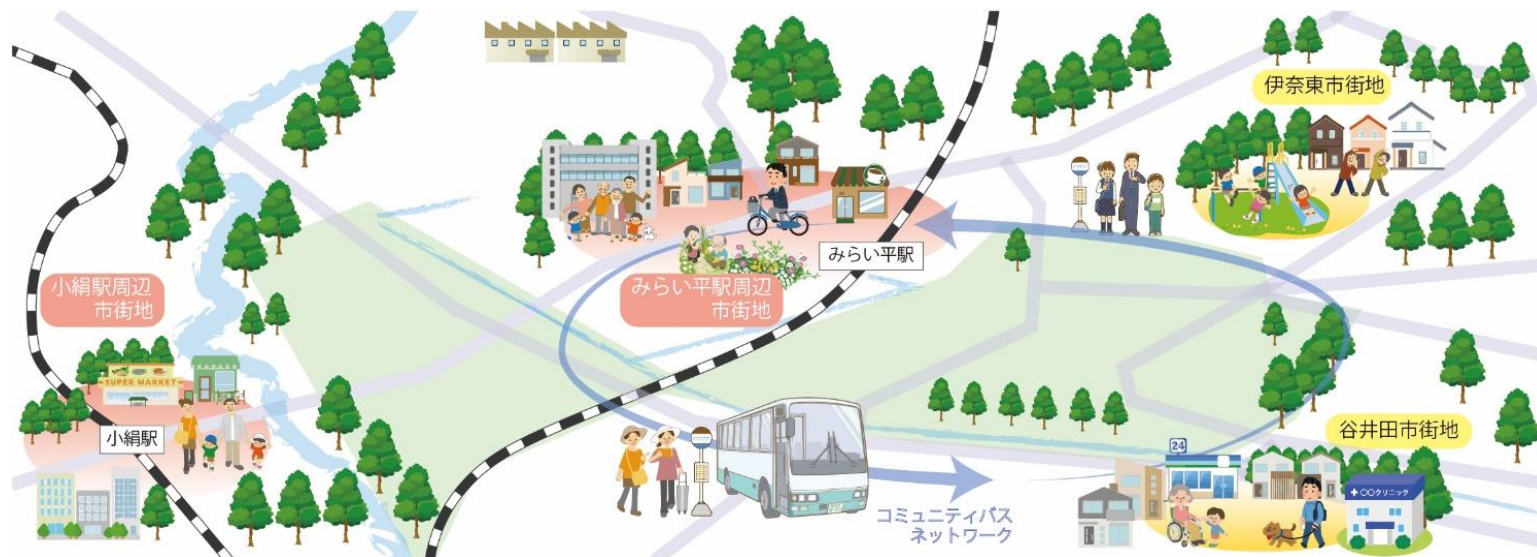 伊奈東市街地
みらい平駅
小絹駅周辺
市街地
みらい平駅周辺
市街地
SUPER MARKET
小絹駅
谷井田市街地
24
○○クリニック
コミュニティバス
ネットワーク